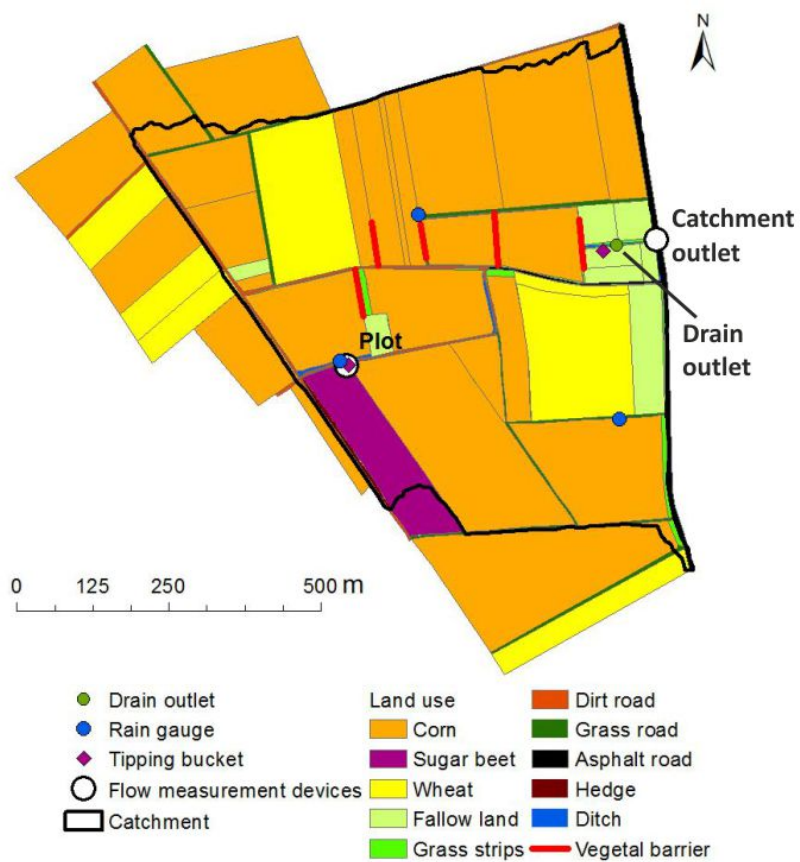 N
Catchment
outlet
Drain
outlet
Plot
0 125 250 500 m
Drain outlet
Rain gauge
Tipping bucket
Flow measurement devices
Catchment
Land use
Corn
Sugar beet
Wheat
Fallow land
Grass strips
Dirt road
Grass road
Asphalt road
Hedge
Ditch
Vegetal barrier